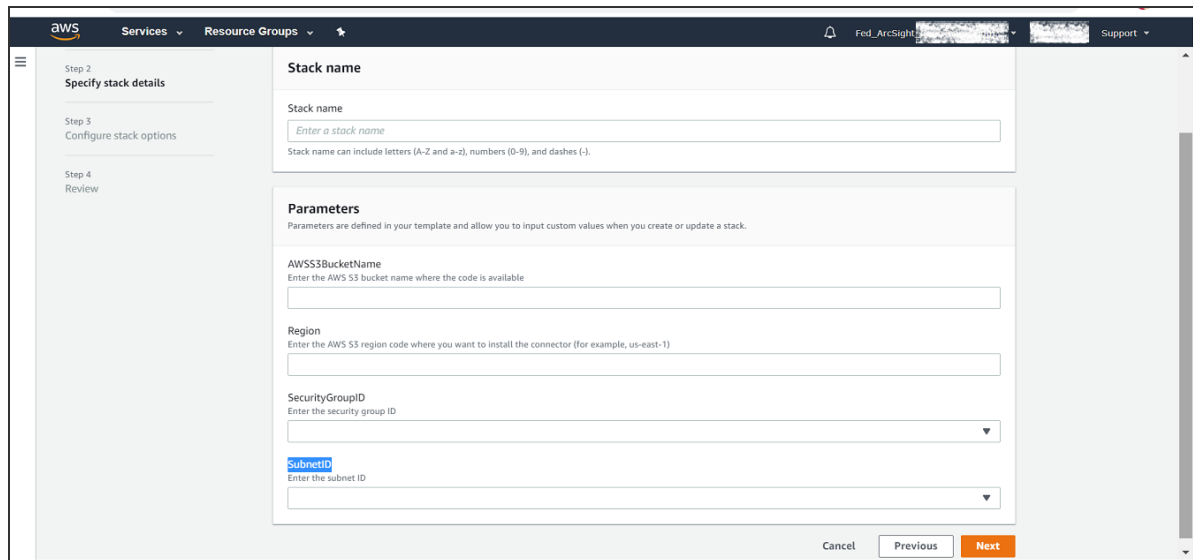 aws Services Resource Groups Fed_ArcSight Support
Step 2
Specify stack details
Step 3
Configure stack options
Step 4
Review
Stack name
Stack name
Enter a stack name
Stack name can include letters (A-Z and a-z), numbers (0-9), and dashes (-).
Parameters
Parameters are defined in your template and allow you to input custom values when you create or update a stack.
AWSS3BucketName
Enter the AWS S3 bucket name where the code is available
Region
Enter the AWS S3 region code where you want to install the connector (for example, us-east-1)
SecurityGroupID
Enter the security group ID
SubnetID
Enter the subnet ID
Cancel Previous Next